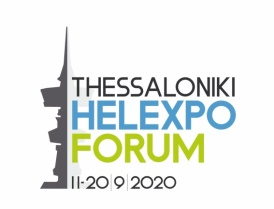 THESSALONIKI
HELEXPO
FORUM
11-20|9|2020